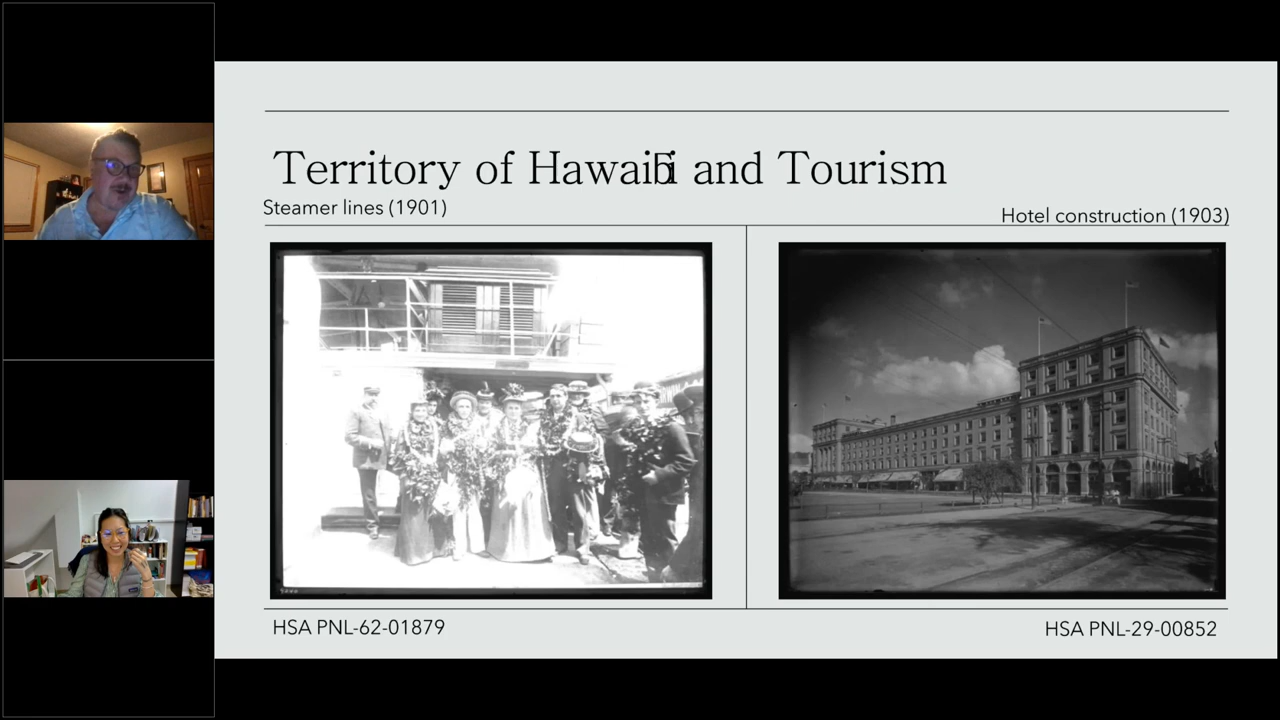 Territory of Hawaiʻi and Tourism
Steamer lines (1901)
Hotel construction (1903)
HSA PNL-62-01879
HSA PNL-29-00852